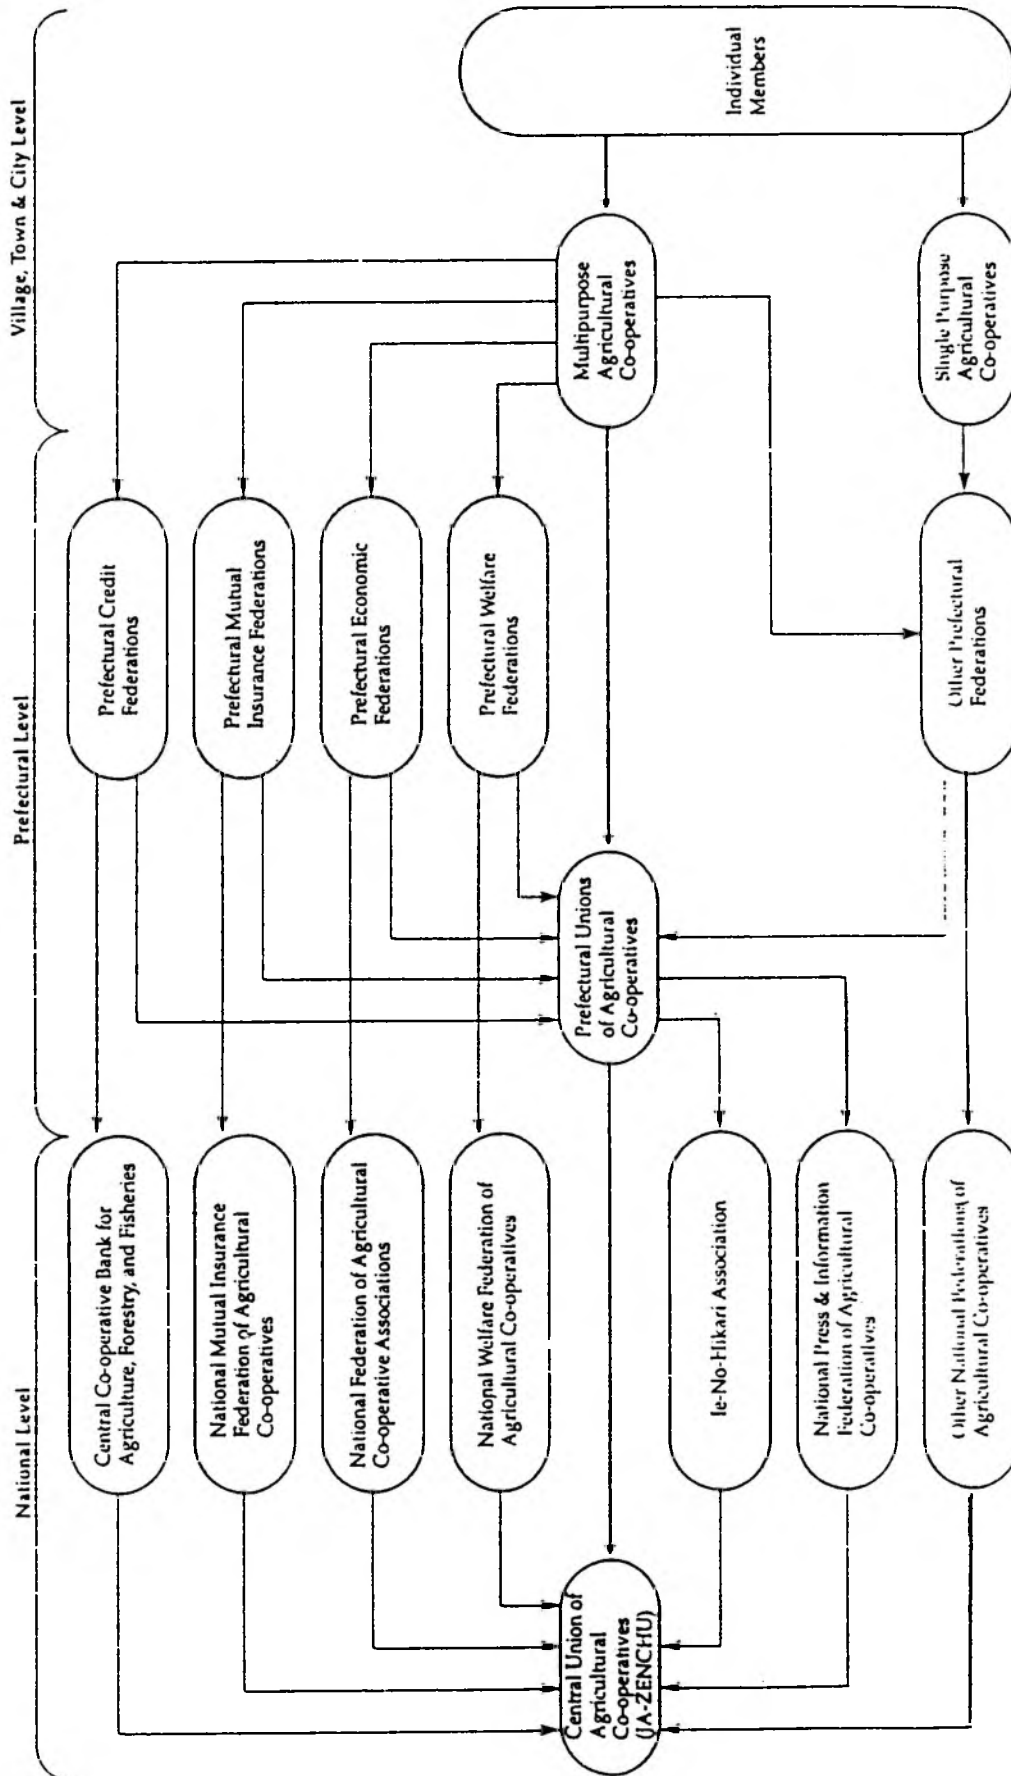 National Level
Prefectural Level
Village, Town & City Level
Central Co-operative Bank for
Agriculture, Forestry, and Fisheries
National Mutual Insurance
Federation of Agricultural
Co-operatives
National Federation of Agricultural
Co-operative Associations
National Welfare Federation of
Agricultural Co-operatives
Central Union of
Agricultural
Co-operatives
(JA-ZENCHU)
Ie-No-Hikari Association
National Press & Information
Federation of Agricultural
Co-operatives
Other National Federations of
Agricultural Co-operatives
Prefectural Credit
Federations
Prefectural Mutual
Insurance Federations
Prefectural Economic
Federations
Prefectural Welfare
Federations
Prefectural Unions
of Agricultural
Co-operatives
Other Prefectural
Federations
Multipurpose
Agricultural
Co-operatives
Single Purpose
Agricultural
Co-operatives
Individual
Members